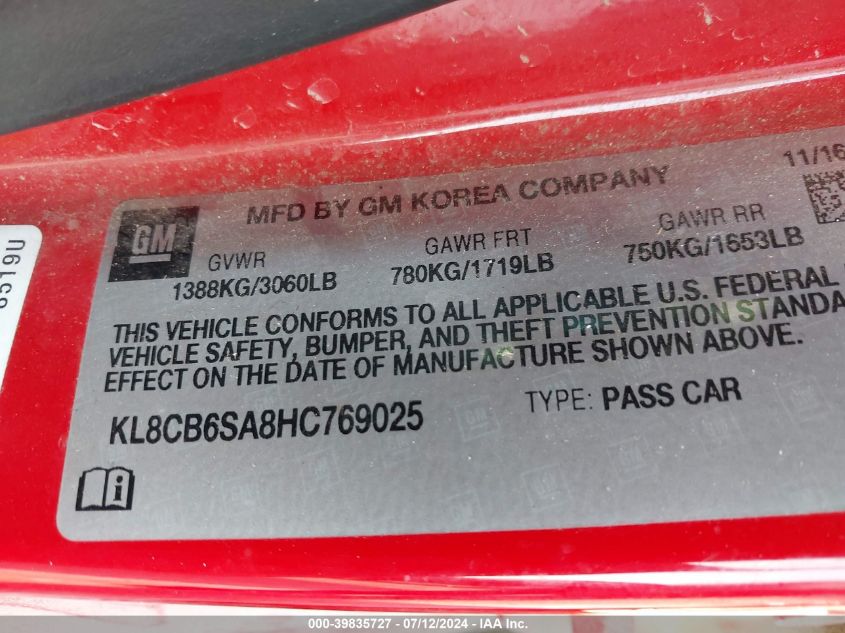 11/16
MFD BY GM KOREA COMPANY
GM
GVWR GAWR FRT GAWR RR
1388KG/3060LB 780KG/1719LB 750KG/1653LB
THIS VEHICLE CONFORMS TO ALL APPLICABLE U.S. FEDERAL
VEHICLE SAFETY, BUMPER, AND THEFT PREVENTION STANDA
EFFECT ON THE DATE OF MANUFACTURE SHOWN ABOVE.
KL8CB6SA8HC769025 TYPE: PASS CAR
i
8519U
000-39835727 - 07/12/2024 - IAA Inc.